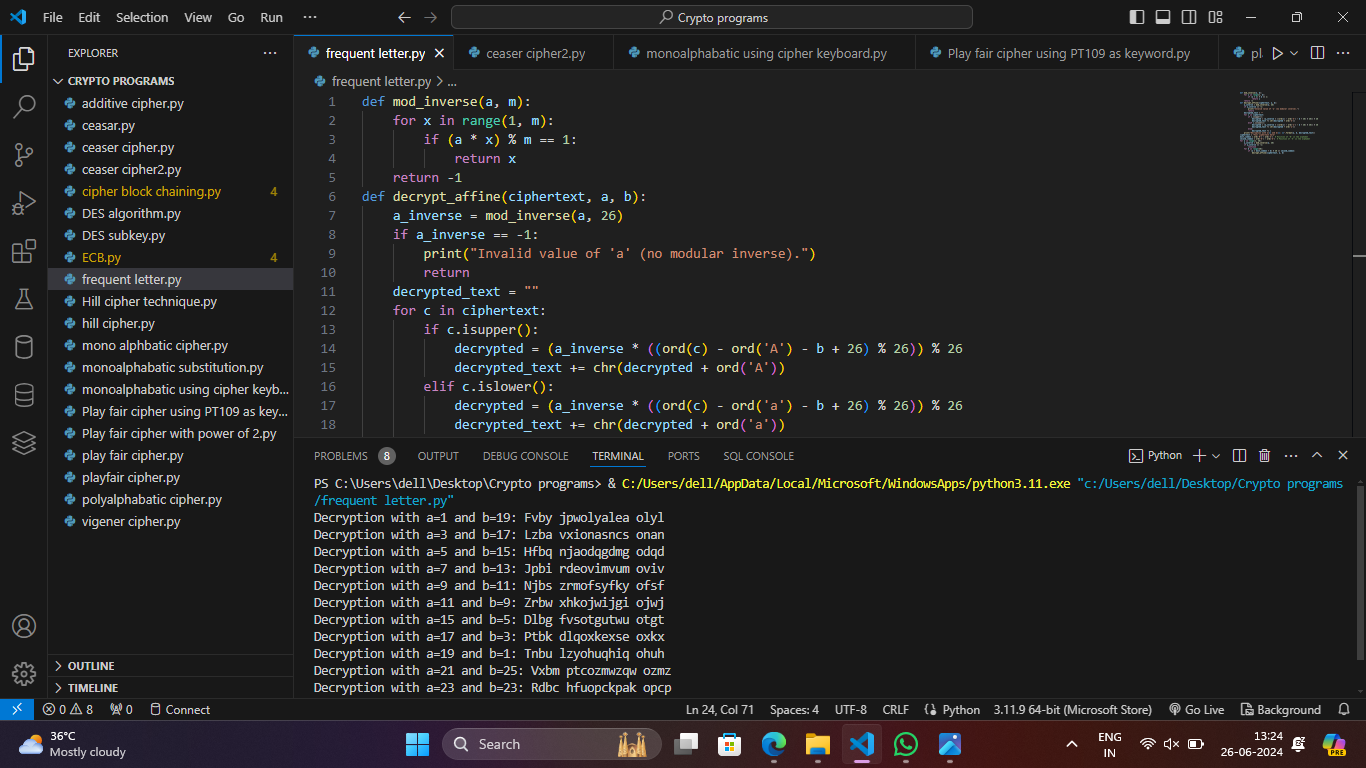 File Edit Selection View Go Run ··· Crypto programs
EXPLORER ···
CRYPTO PROGRAMS
additive cipher.py
ceasar.py
ceaser cipher.py
ceaser cipher2.py
cipher block chaining.py 4
DES algorithm.py
DES subkey.py
ECB.py 4
frequent letter.py
Hill cipher technique.py
hill cipher.py
mono alphbatic cipher.py
monoalphabatic substitution.py
monoalphabatic using cipher keyb...
Play fair cipher using PT109 as key...
Play fair cipher with power of 2.py
play fair cipher.py
playfair cipher.py
polyalphabatic cipher.py
vigener cipher.py
OUTLINE
TIMELINE
frequent letter.py ceaser cipher2.py monoalphabatic using cipher keyboard.py Play fair cipher using PT109 as keyword.py pl
frequent letter.py > ...
1 def mod_inverse(a, m):
2 for x in range(1, m):
3 if (a * x) % m == 1:
4 return x
5 return -1
6 def decrypt_affine(ciphertext, a, b):
7 a_inverse = mod_inverse(a, 26)
8 if a_inverse == -1:
9 print("Invalid value of 'a' (no modular inverse).")
10 return
11 decrypted_text = ""
12 for c in ciphertext:
13 if c.isupper():
14 decrypted = (a_inverse * ((ord(c) - ord('A') - b + 26) % 26)) % 26
15 decrypted_text += chr(decrypted + ord('A'))
16 elif c.islower():
17 decrypted = (a_inverse * ((ord(c) - ord('a') - b + 26) % 26)) % 26
18 decrypted_text += chr(decrypted + ord('a'))
PROBLEMS 8 OUTPUT DEBUG CONSOLE TERMINAL PORTS SQL CONSOLE Python
PS C:\Users\dell\Desktop\Crypto programs> & C:/Users/dell/AppData/Local/Microsoft/WindowsApps/python3.11.exe "c:/Users/dell/Desktop/Crypto programs
/frequent letter.py"
Decryption with a=1 and b=19: Fvby jpwolyalea olyl
Decryption with a=3 and b=17: Lzba vxionasncs onan
Decryption with a=5 and b=15: Hfbq njaodqgdmg odqd
Decryption with a=7 and b=13: Jpbi rdeovimvum oviv
Decryption with a=9 and b=11: Njbs zrmofsyfky ofsf
Decryption with a=11 and b=9: Zrbw xhkojwijgi ojwj
Decryption with a=15 and b=5: Dlbg fvsotgutwu otgt
Decryption with a=17 and b=3: Ptbk dlqoxkexse oxkx
Decryption with a=19 and b=1: Tnbu lzyohuqhiq ohuh
Decryption with a=21 and b=25: Vxbm ptcozmwzqw ozmz
Decryption with a=23 and b=23: Rdbc hfuopckpak opcp
0 8 0 Connect Ln 24, Col 71 Spaces: 4 UTF-8 CRLF Python 3.11.9 64-bit (Microsoft Store) Go Live Background
36°C
Mostly cloudy
Search
PRE
ENG
IN
13:24
26-06-2024